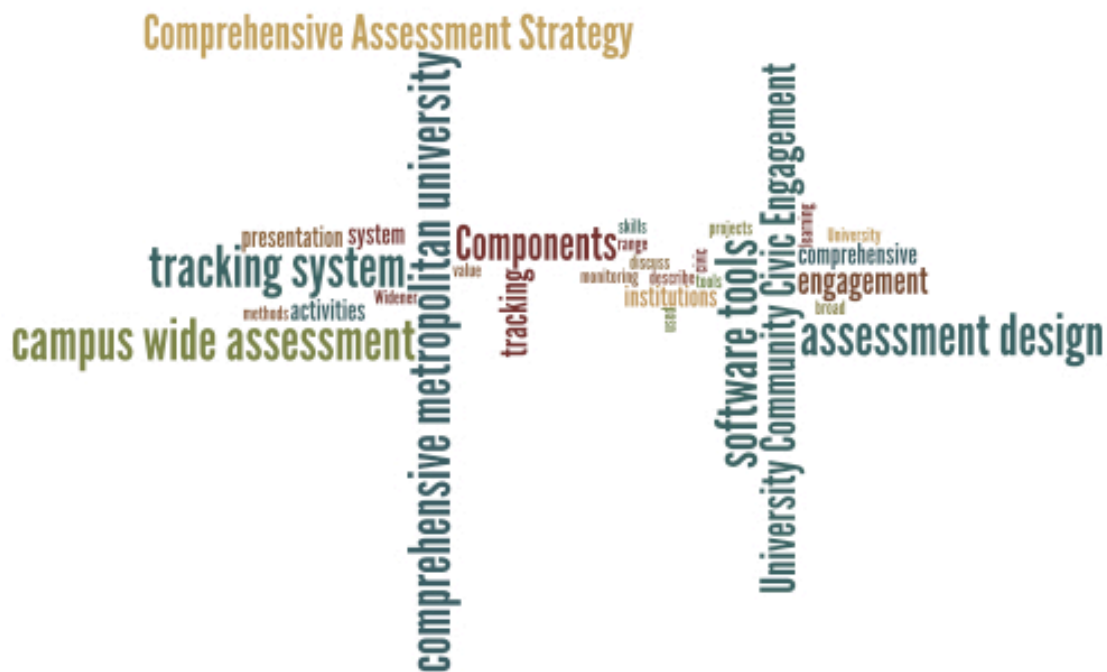 Comprehensive Assessment Strategy
comprehensive metropolitan university
University Community Civic Engagement
presentation
system
tracking system
Widener
methods
activities
campus wide assessment
Components
value
tracking
skills
range
discuss
monitoring
describe
civic
tools
institutions
used
projects
software tools
learning
University
comprehensive
engagement
broad
assessment design